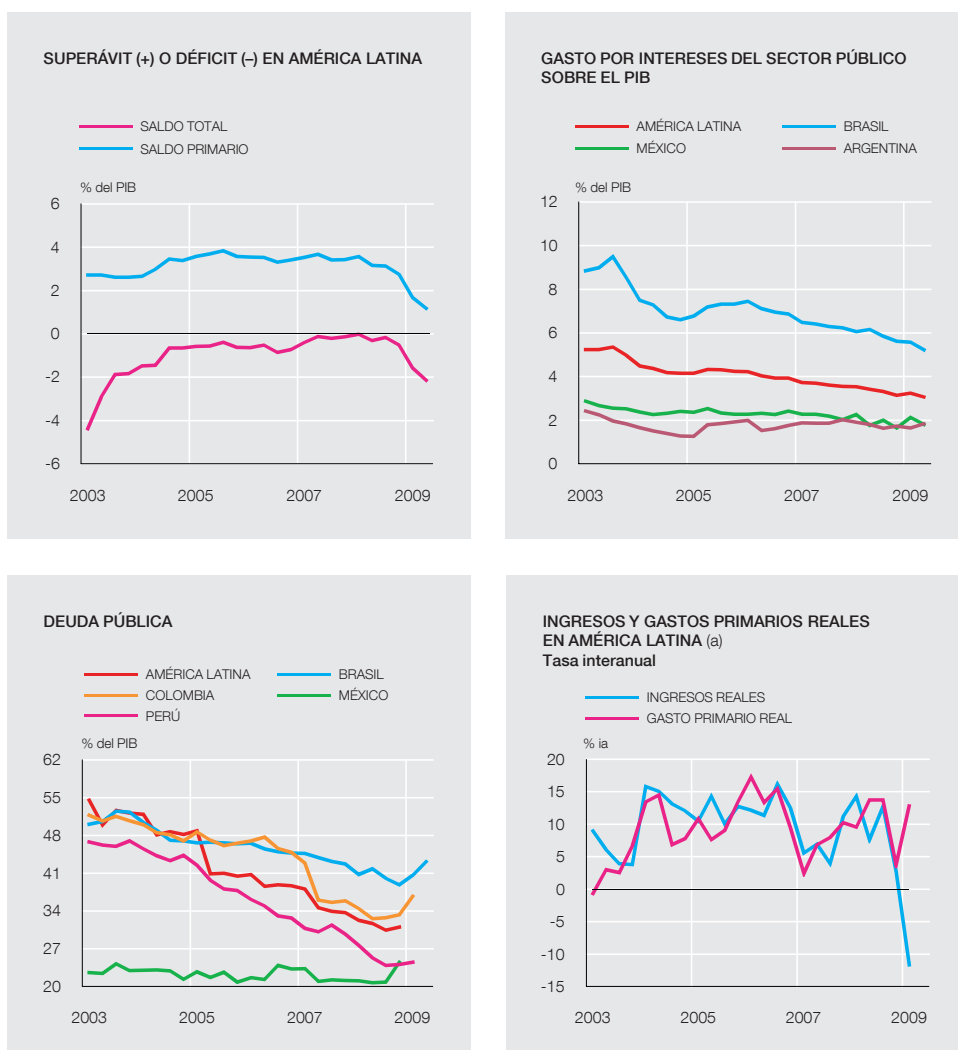 SUPERÁVIT (+) O DÉFICIT (–) EN AMÉRICA LATINA
SALDO TOTAL
SALDO PRIMARIO
% del PIB
6
4
2
0
-2
-4
-6
2003 2005 2007 2009
GASTO POR INTERESES DEL SECTOR PÚBLICO
SOBRE EL PIB
AMÉRICA LATINA BRASIL
MÉXICO ARGENTINA
% del PIB
12
10
8
6
4
2
0
2003 2005 2007 2009
DEUDA PÚBLICA
AMÉRICA LATINA BRASIL
COLOMBIA MÉXICO
PERÚ
% del PIB
62
55
48
41
34
27
20
2003 2005 2007 2009
INGRESOS Y GASTOS PRIMARIOS REALES
EN AMÉRICA LATINA (a)
Tasa interanual
INGRESOS REALES
GASTO PRIMARIO REAL
% ia
20
15
10
5
0
-5
-10
-15
2003 2005 2007 2009